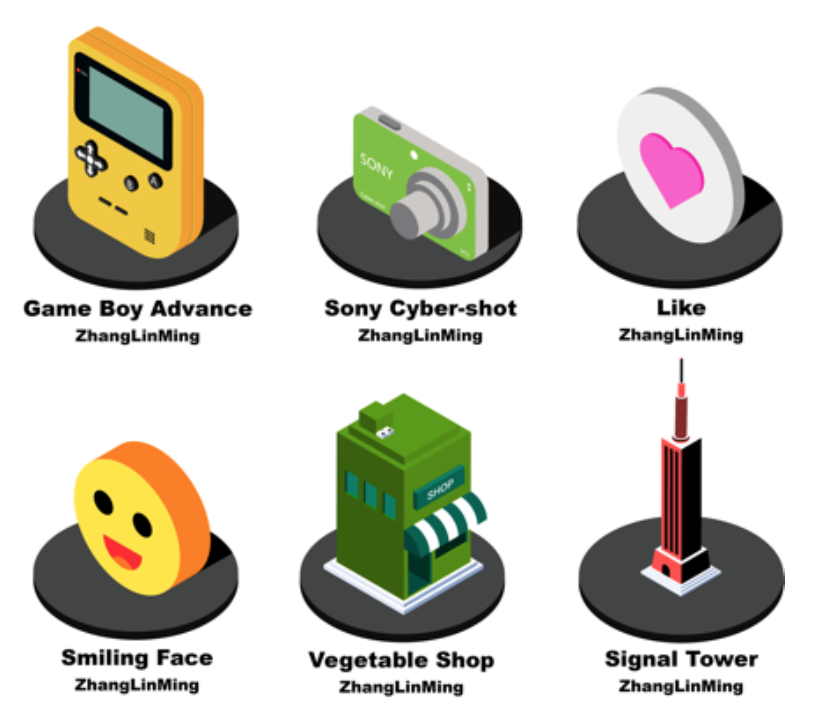 A
SONY
Game Boy Advance
Sony Cyber-shot
Like
ZhangLinMing
ZhangLinMing
ZhangLinMing
SHOP
Smiling Face
Vegetable Shop
Signal Tower
ZhangLinMing
ZhangLinMing
ZhangLinMing